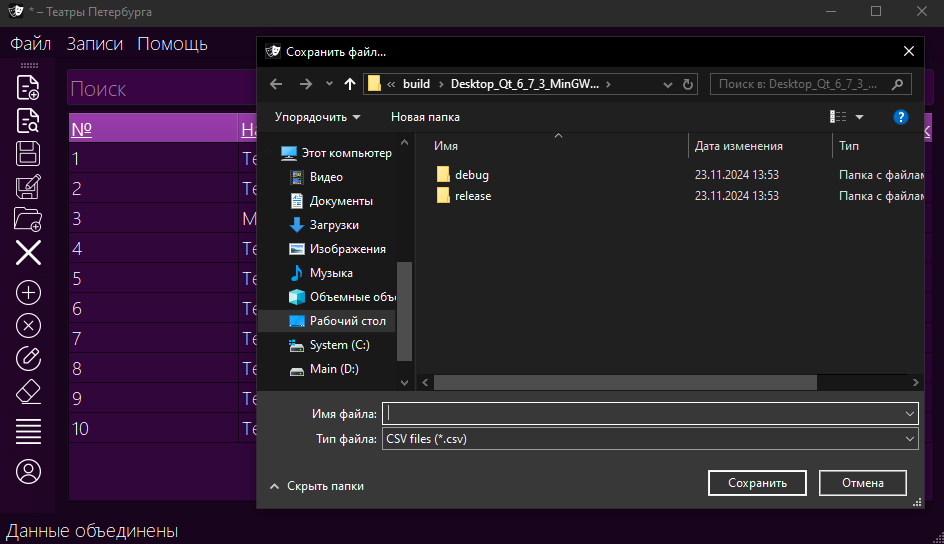 * – Театры Петербурга
Файл Записи Помощь
Поиск
№ На
1 Те
2 Те
3 М
4 Те
5 Те
6 Те
7 Те
8 Те
9 Те
10 Те
Данные объединены
Сохранить файл...
« build › Desktop_Qt_6_7_3_MinGW... ›
Поиск в: Desktop_Qt_6_7_3_...
Упорядочить Новая папка
Этот компьютер
Видео
Документы
Загрузки
Изображения
Музыка
Объемные объ
Рабочий стол
System (C:)
Main (D:)
Имя Дата изменения Тип
debug 23.11.2024 13:53 Папка с файлам
release 23.11.2024 13:53 Папка с файлам
Имя файла:
Тип файла: CSV files (*.csv)
Скрыть папки
Сохранить Отмена